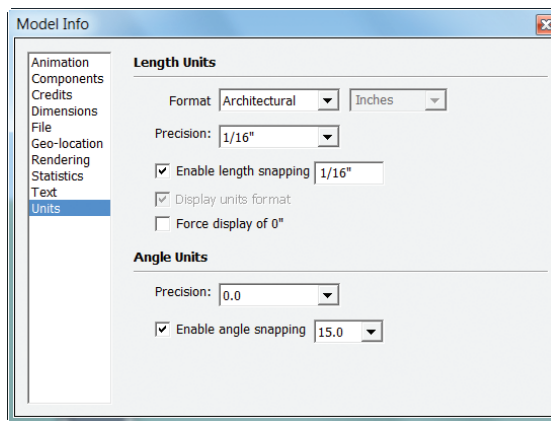 Model Info
Animation
Components
Credits
Dimensions
File
Geo-location
Rendering
Statistics
Text
Units
Length Units
Format Architectural Inches
Precision: 1/16"
Enable length snapping 1/16"
Display units format
Force display of 0"
Angle Units
Precision: 0.0
Enable angle snapping 15.0